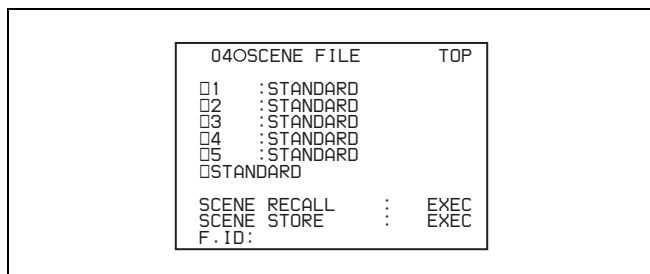 04○SCENE FILE TOP
□1 :STANDARD
□2 :STANDARD
□3 :STANDARD
□4 :STANDARD
□5 :STANDARD
□STANDARD
SCENE RECALL : EXEC
SCENE STORE : EXEC
F.ID: